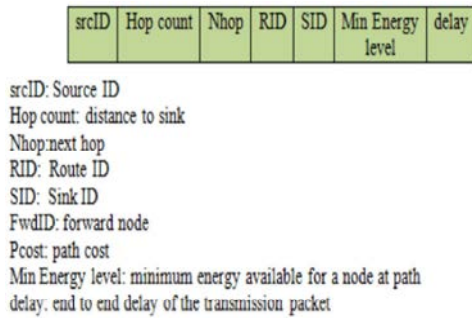 srcID Hop count Nhop RID SID Min Energy level delay
srcID: Source ID
Hop count: distance to sink
Nhop:next hop
RID: Route ID
SID: Sink ID
FwdID: forward node
Pcost: path cost
Min Energy level: minimum energy available for a node at path
delay: end to end delay of the transmission packet